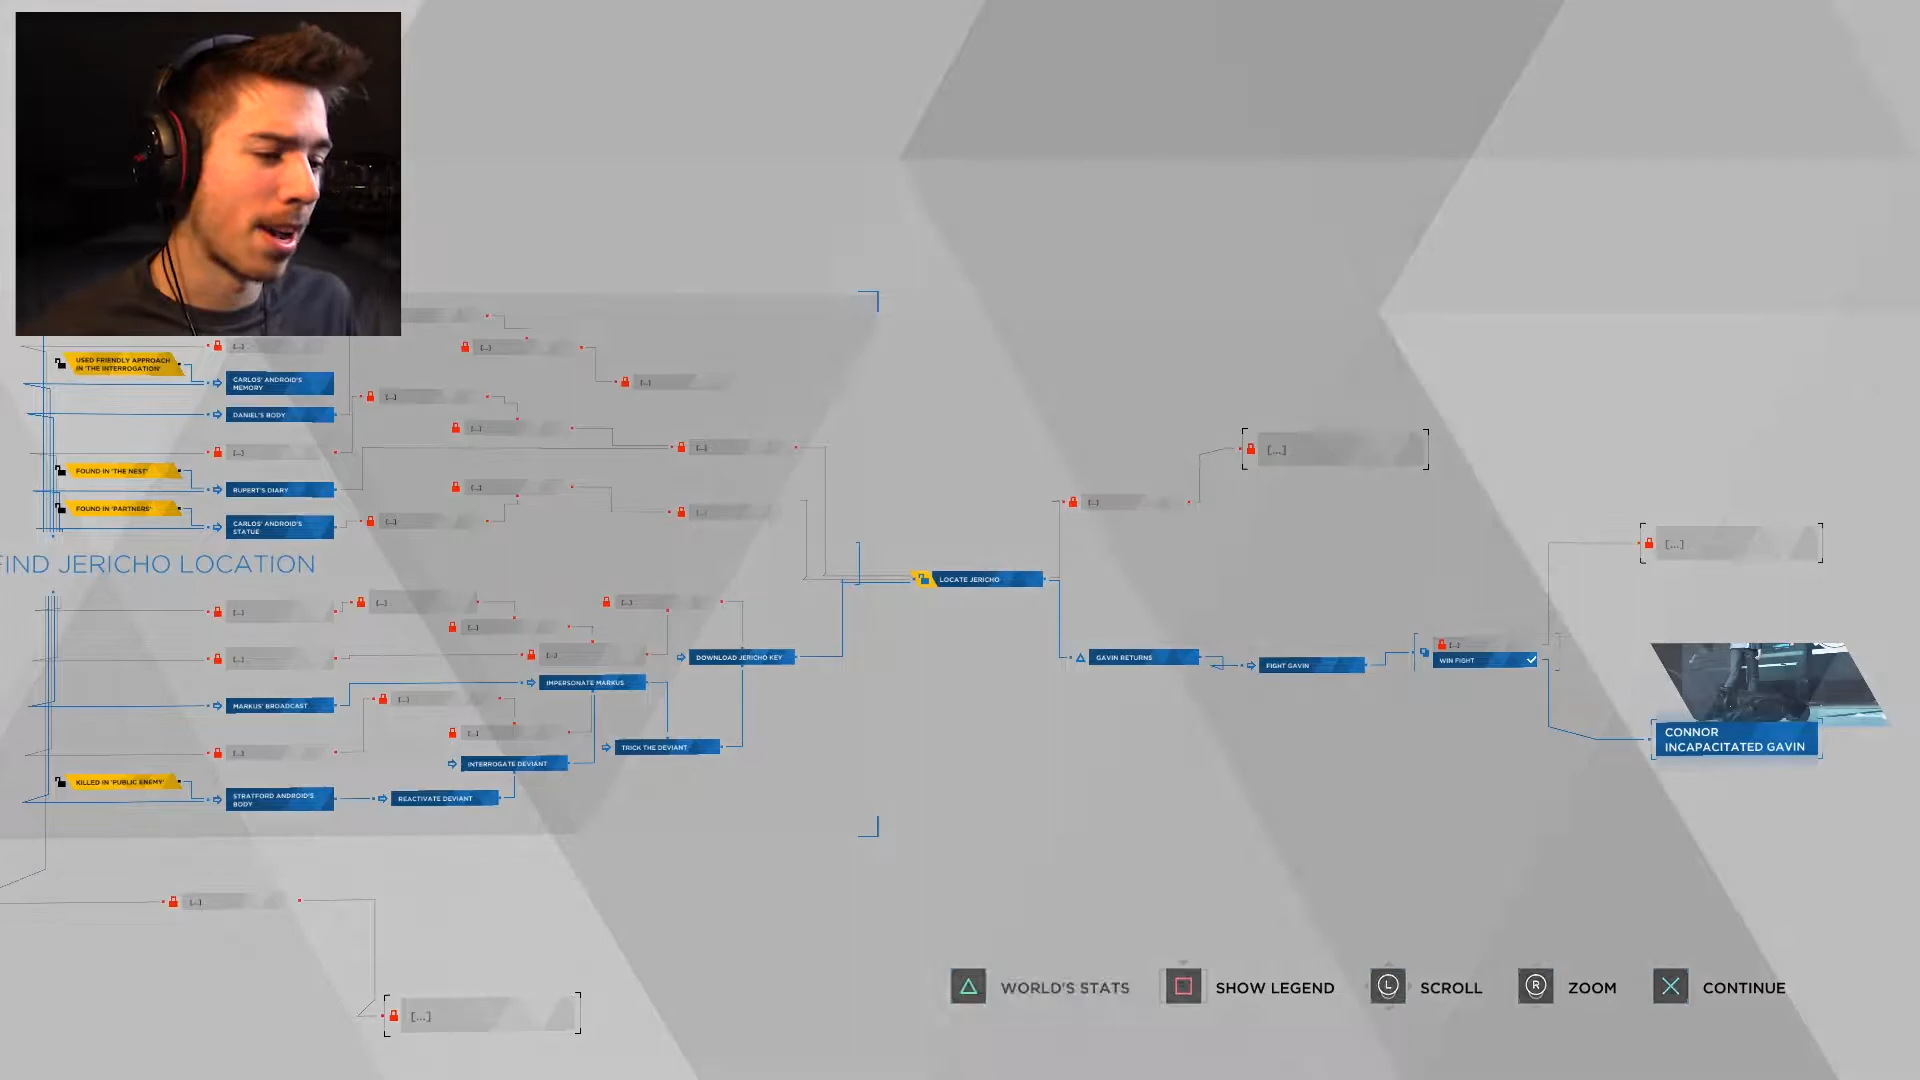 [...]
USED FRIENDLY APPROACH
IN 'THE INTERROGATION'
CARLOS' ANDROID'S
MEMORY
[...]
[...]
[...]
DANIEL'S BODY
[...]
[...]
[...]
[...]
[...]
FOUND IN 'THE NEST'
RUPERT'S DIARY
[...]
[...]
[...]
FOUND IN 'PARTNERS'
CARLOS' ANDROID'S
STATUE
[...]
[...]
FIND JERICHO LOCATION
LOCATE JERICHO
[...]
[...]
[...]
[...]
[...]
[...]
DOWNLOAD JERICHO KEY
GAVIN RETURNS
FIGHT GAVIN
[...]
WIN FIGHT
IMPERSONATE MARKUS
MARKUS' BROADCAST
[...]
[...]
[...]
TRICK THE DEVIANT
INTERROGATE DEVIANT
CONNOR
INCAPACITATED GAVIN
KILLED IN 'PUBLIC ENEMY'
STRATFORD ANDROID'S
BODY
REACTIVATE DEVIANT
[...]
[...]
WORLD'S STATS
SHOW LEGEND
L
SCROLL
R
ZOOM
CONTINUE